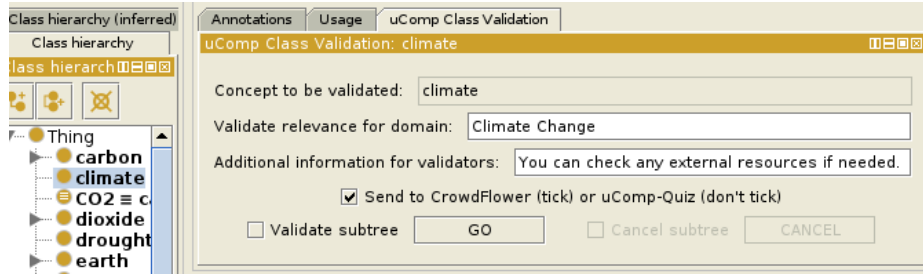 Class hierarchy (inferred)
Class hierarchy
Class hierarch
Thing
carbon
climate
CO2 ≡ c
dioxide
drought
earth
Annotations
Usage
uComp Class Validation
uComp Class Validation: climate
Concept to be validated: climate
Validate relevance for domain: Climate Change
Additional information for validators: You can check any external resources if needed.
Send to CrowdFlower (tick) or uComp-Quiz (don't tick)
Validate subtree GO Cancel subtree CANCEL